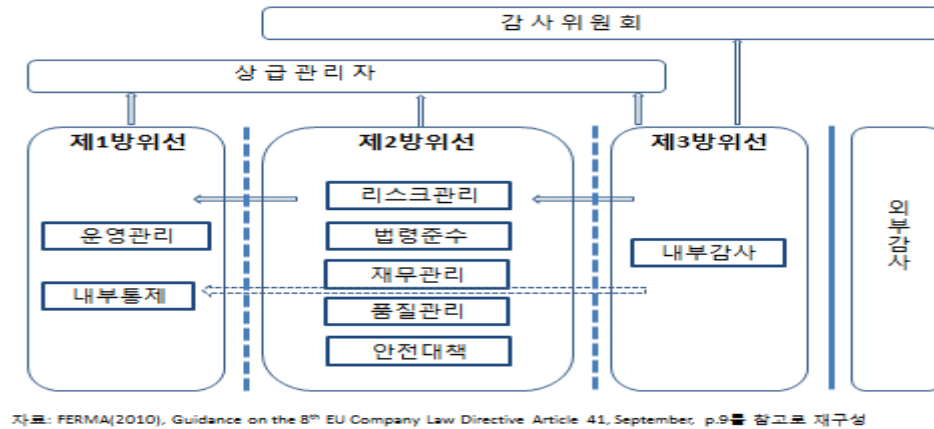 감사위원회
상급관리자
제1방위선
제2방위선
제3방위선
운영관리
내부통제
리스크관리
법령준수
재무관리
품질관리
안전대책
내부감사
외부감사
자료: FERMA(2010), Guidance on the 8th EU Company Law Directive Article 41, September, p.9를 참고로 재구성